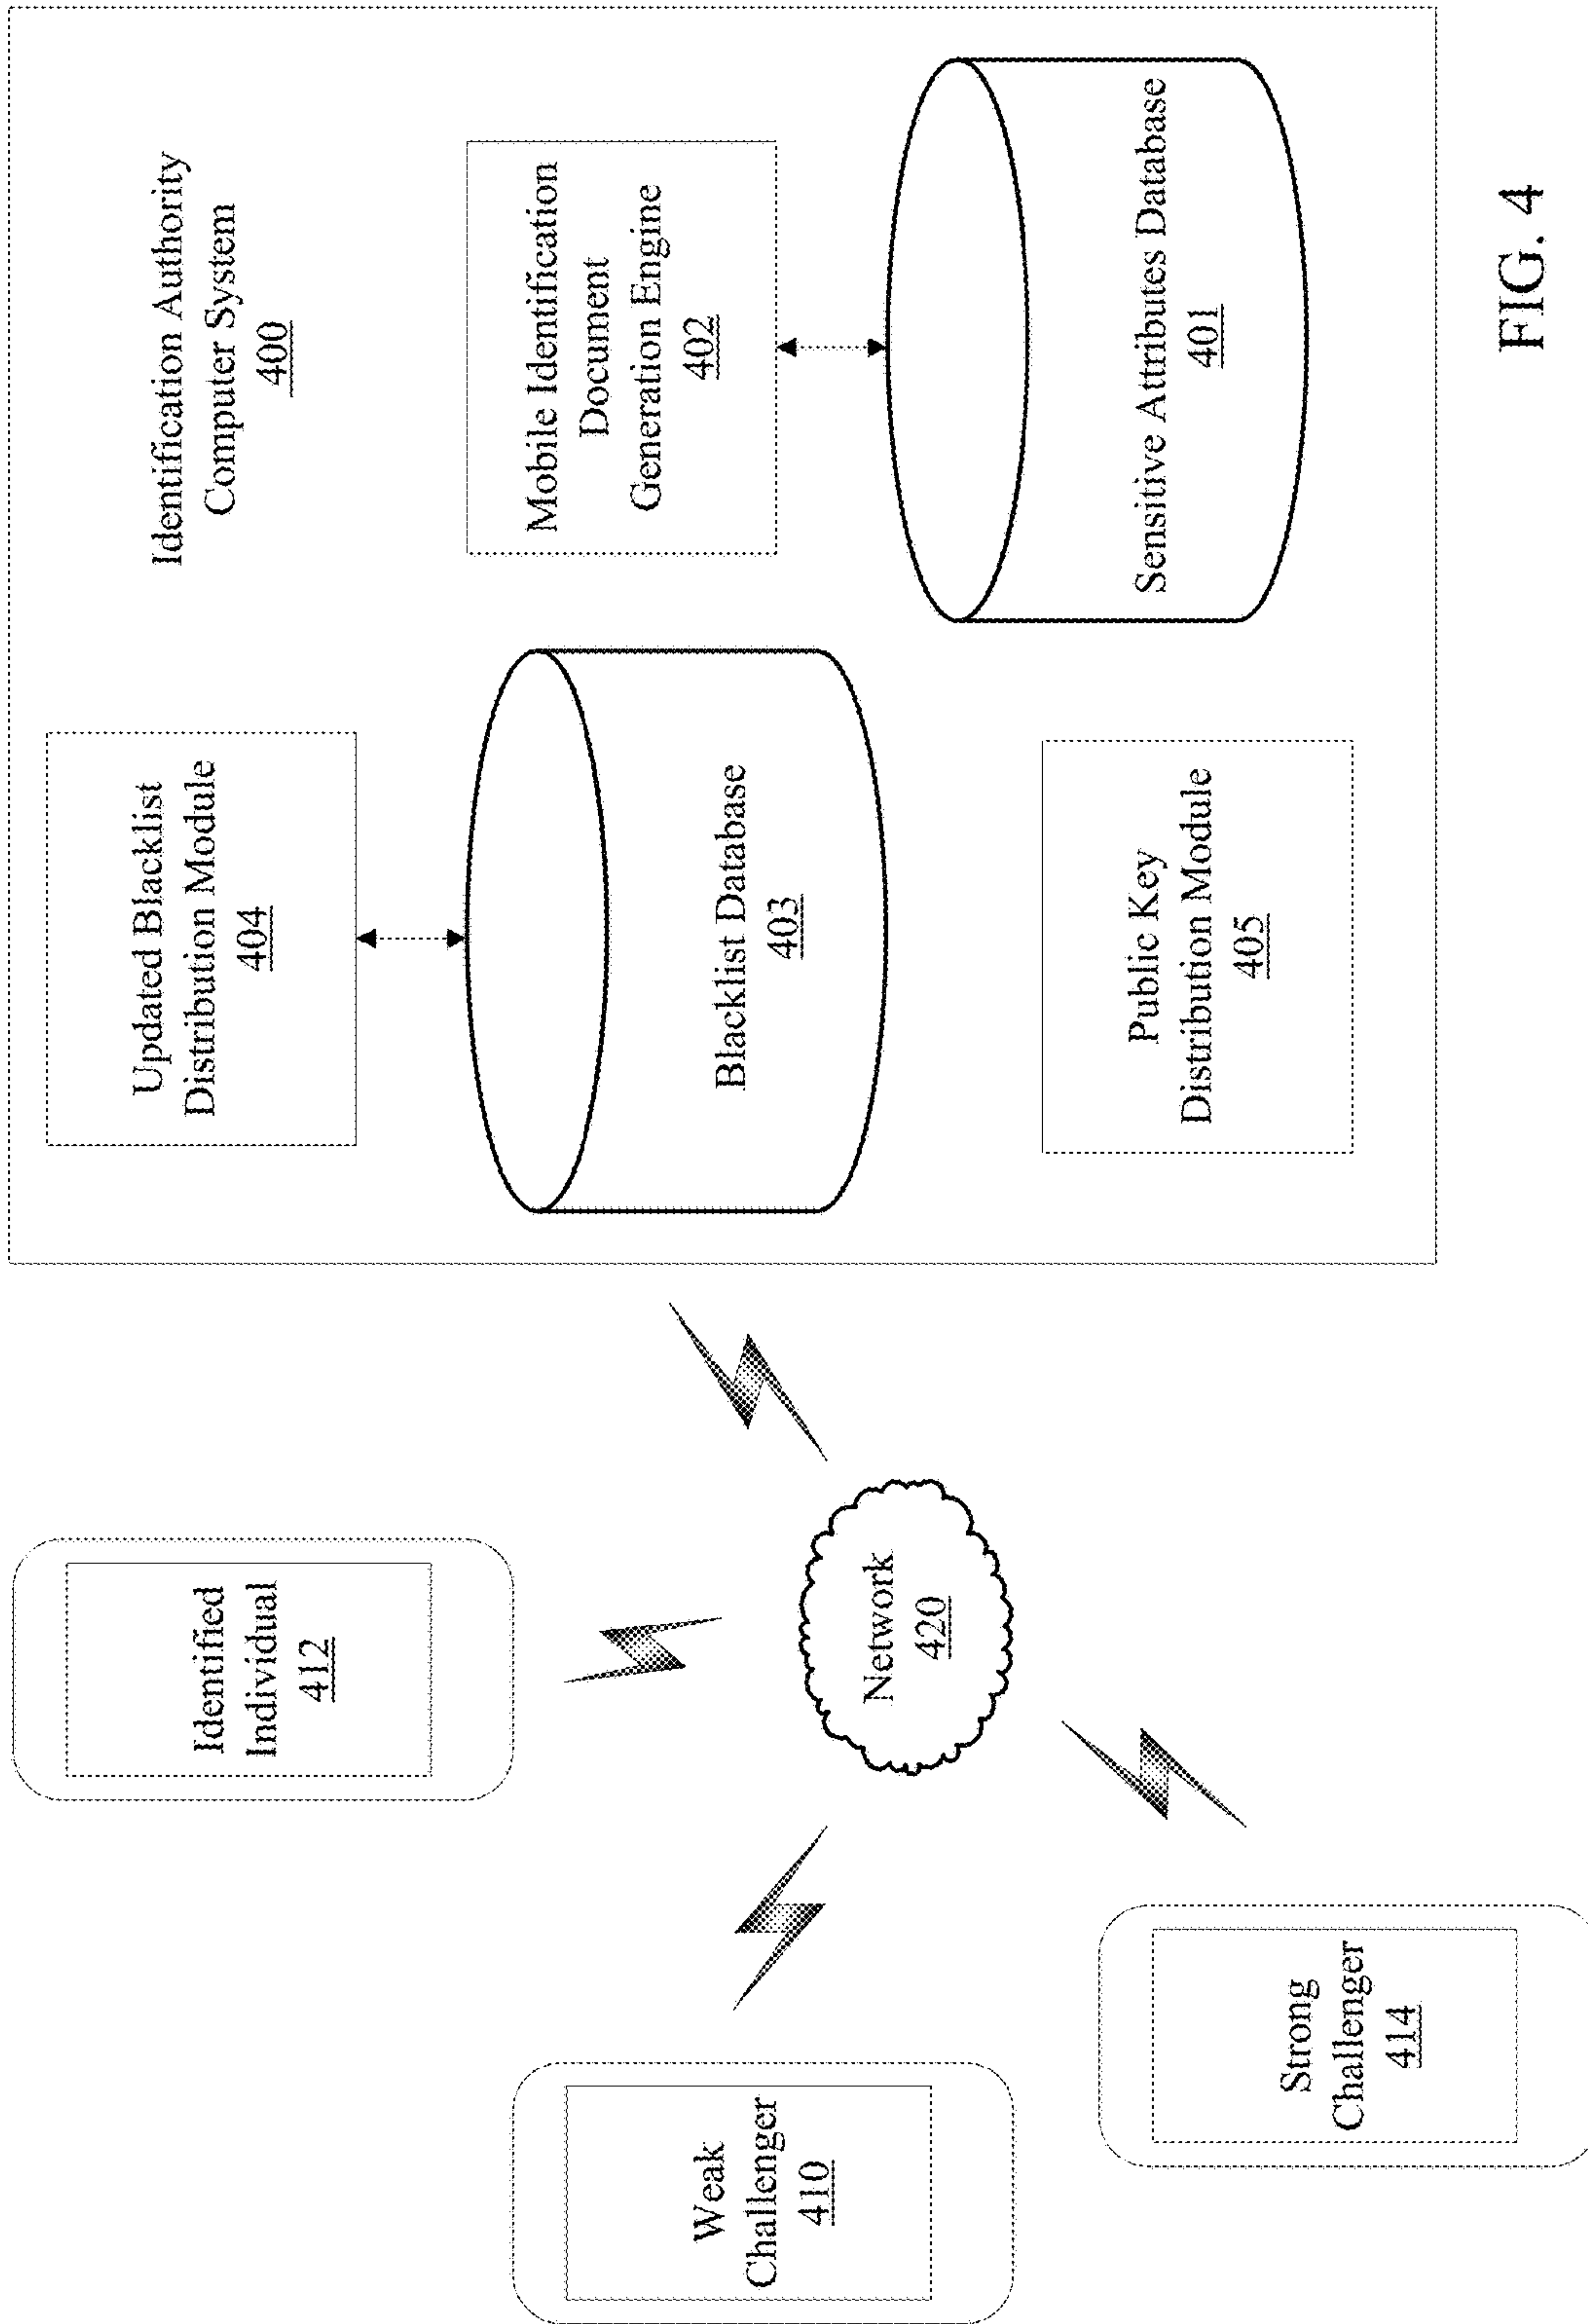 Identified
Individual
412
Weak
Challenger
410
Strong
Challenger
414
Network
420
Updated Blacklist
Distribution Module
404
Blacklist Database
403
Public Key
Distribution Module
405
Identification Authority
Computer System
400
Mobile Identification
Document
Generation Engine
402
Sensitive Attributes Database
401
FIG. 4